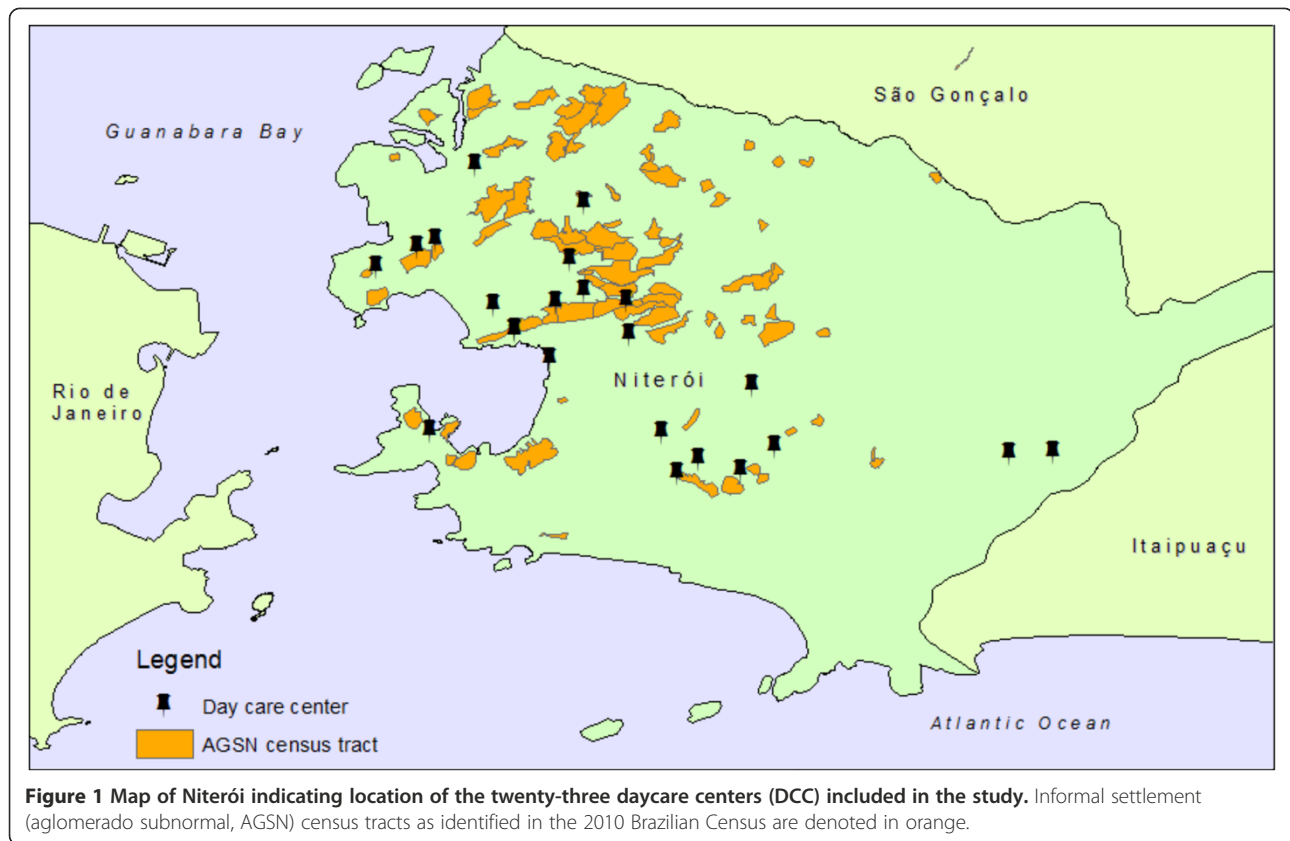 São Gonçalo
Guanabara Bay
Rio de
Janeiro
Niterói
Itaipuaçu
Legend
Day care center
AGSN census tract
Atlantic Ocean
Figure 1 Map of Niterói indicating location of the twenty-three daycare centers (DCC) included in the study. Informal settlement
(aglomerado subnormal, AGSN) census tracts as identified in the 2010 Brazilian Census are denoted in orange.